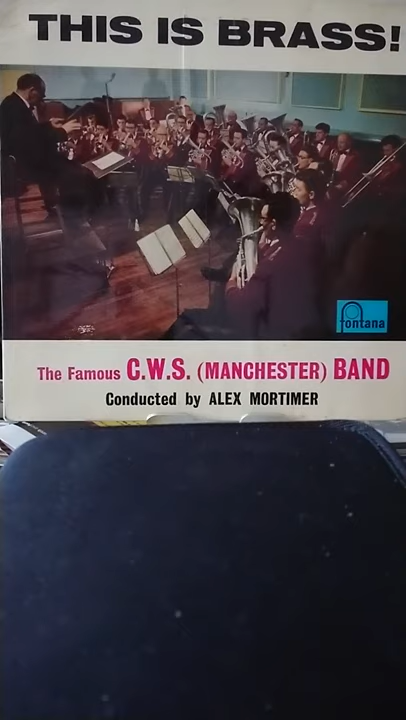 THIS IS BRASS!
fontana
The Famous C.W.S. (MANCHESTER) BAND
Conducted by ALEX MORTIMER